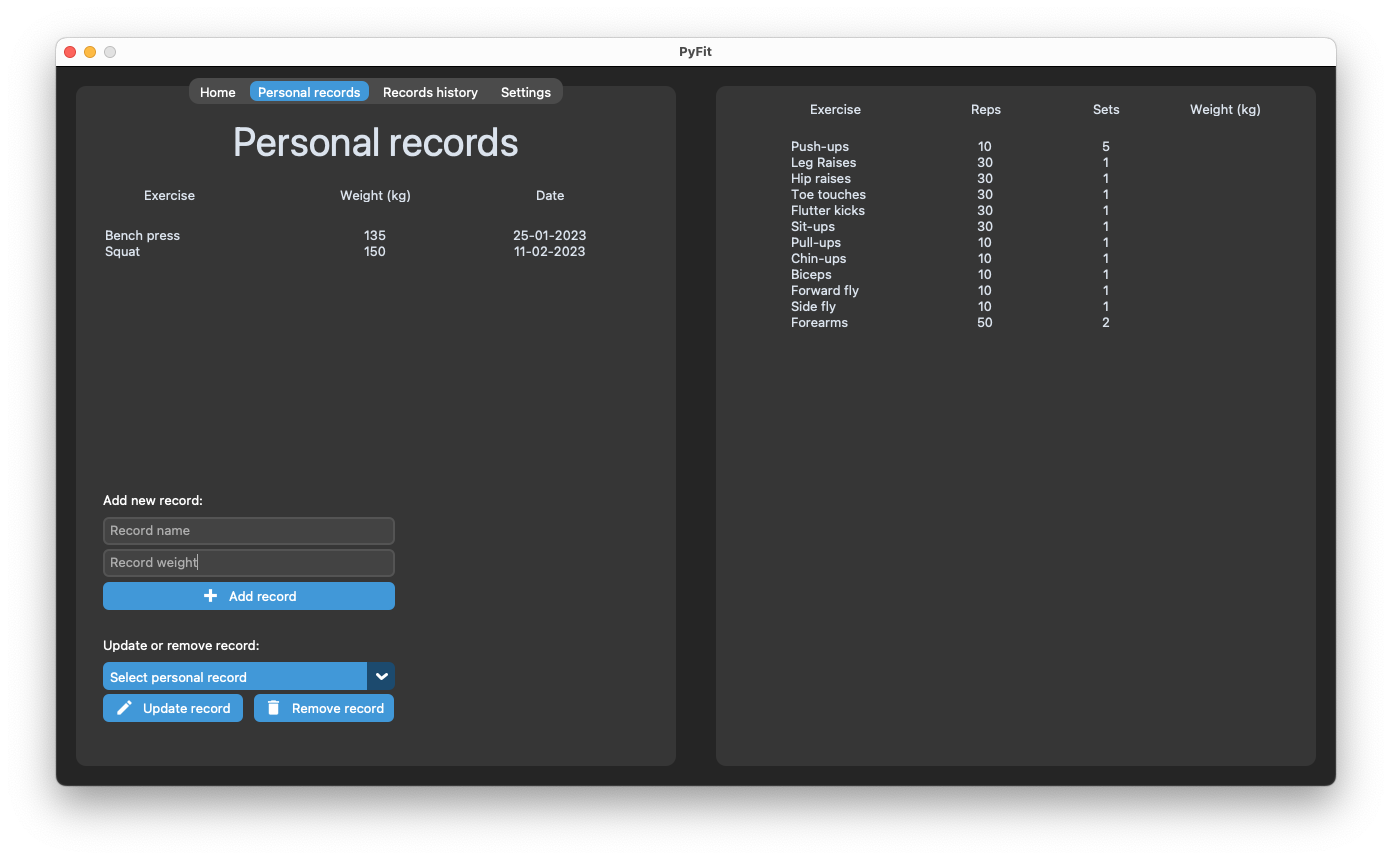 PyFit
Home Personal records Records history Settings
Personal records
Exercise Weight (kg) Date
Bench press 135 25-01-2023
Squat 150 11-02-2023
Add new record:
Record name
Record weight
Add record
Update or remove record:
Select personal record
Update record Remove record
Exercise Reps Sets Weight (kg)
Push-ups 10 5
Leg Raises 30 1
Hip raises 30 1
Toe touches 30 1
Flutter kicks 30 1
Sit-ups 30 1
Pull-ups 10 1
Chin-ups 10 1
Biceps 10 1
Forward fly 10 1
Side fly 10 1
Forearms 50 2